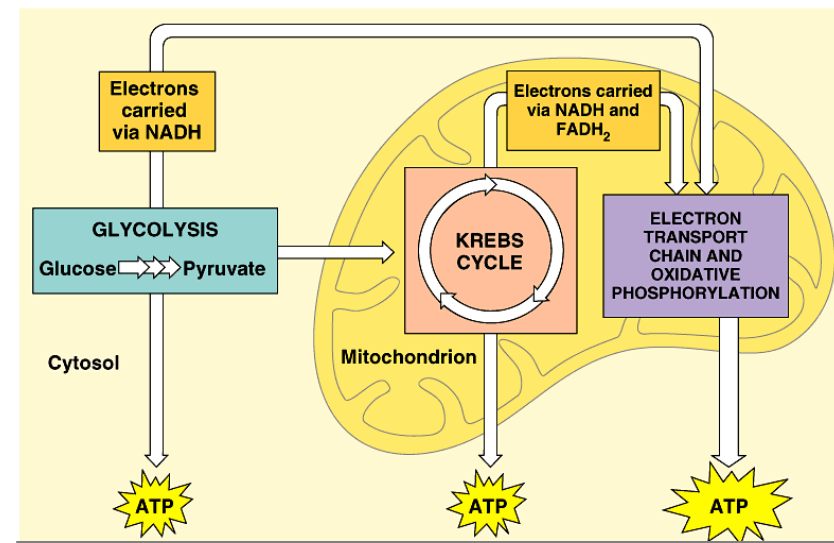 Electrons
carried
via NADH
Electrons carried
via NADH and
FADH₂
GLYCOLYSIS
Glucose Pyruvate
KREBS
CYCLE
ELECTRON
TRANSPORT
CHAIN AND
OXIDATIVE
PHOSPHORYLATION
Cytosol
Mitochondrion
ATP
ATP
ATP